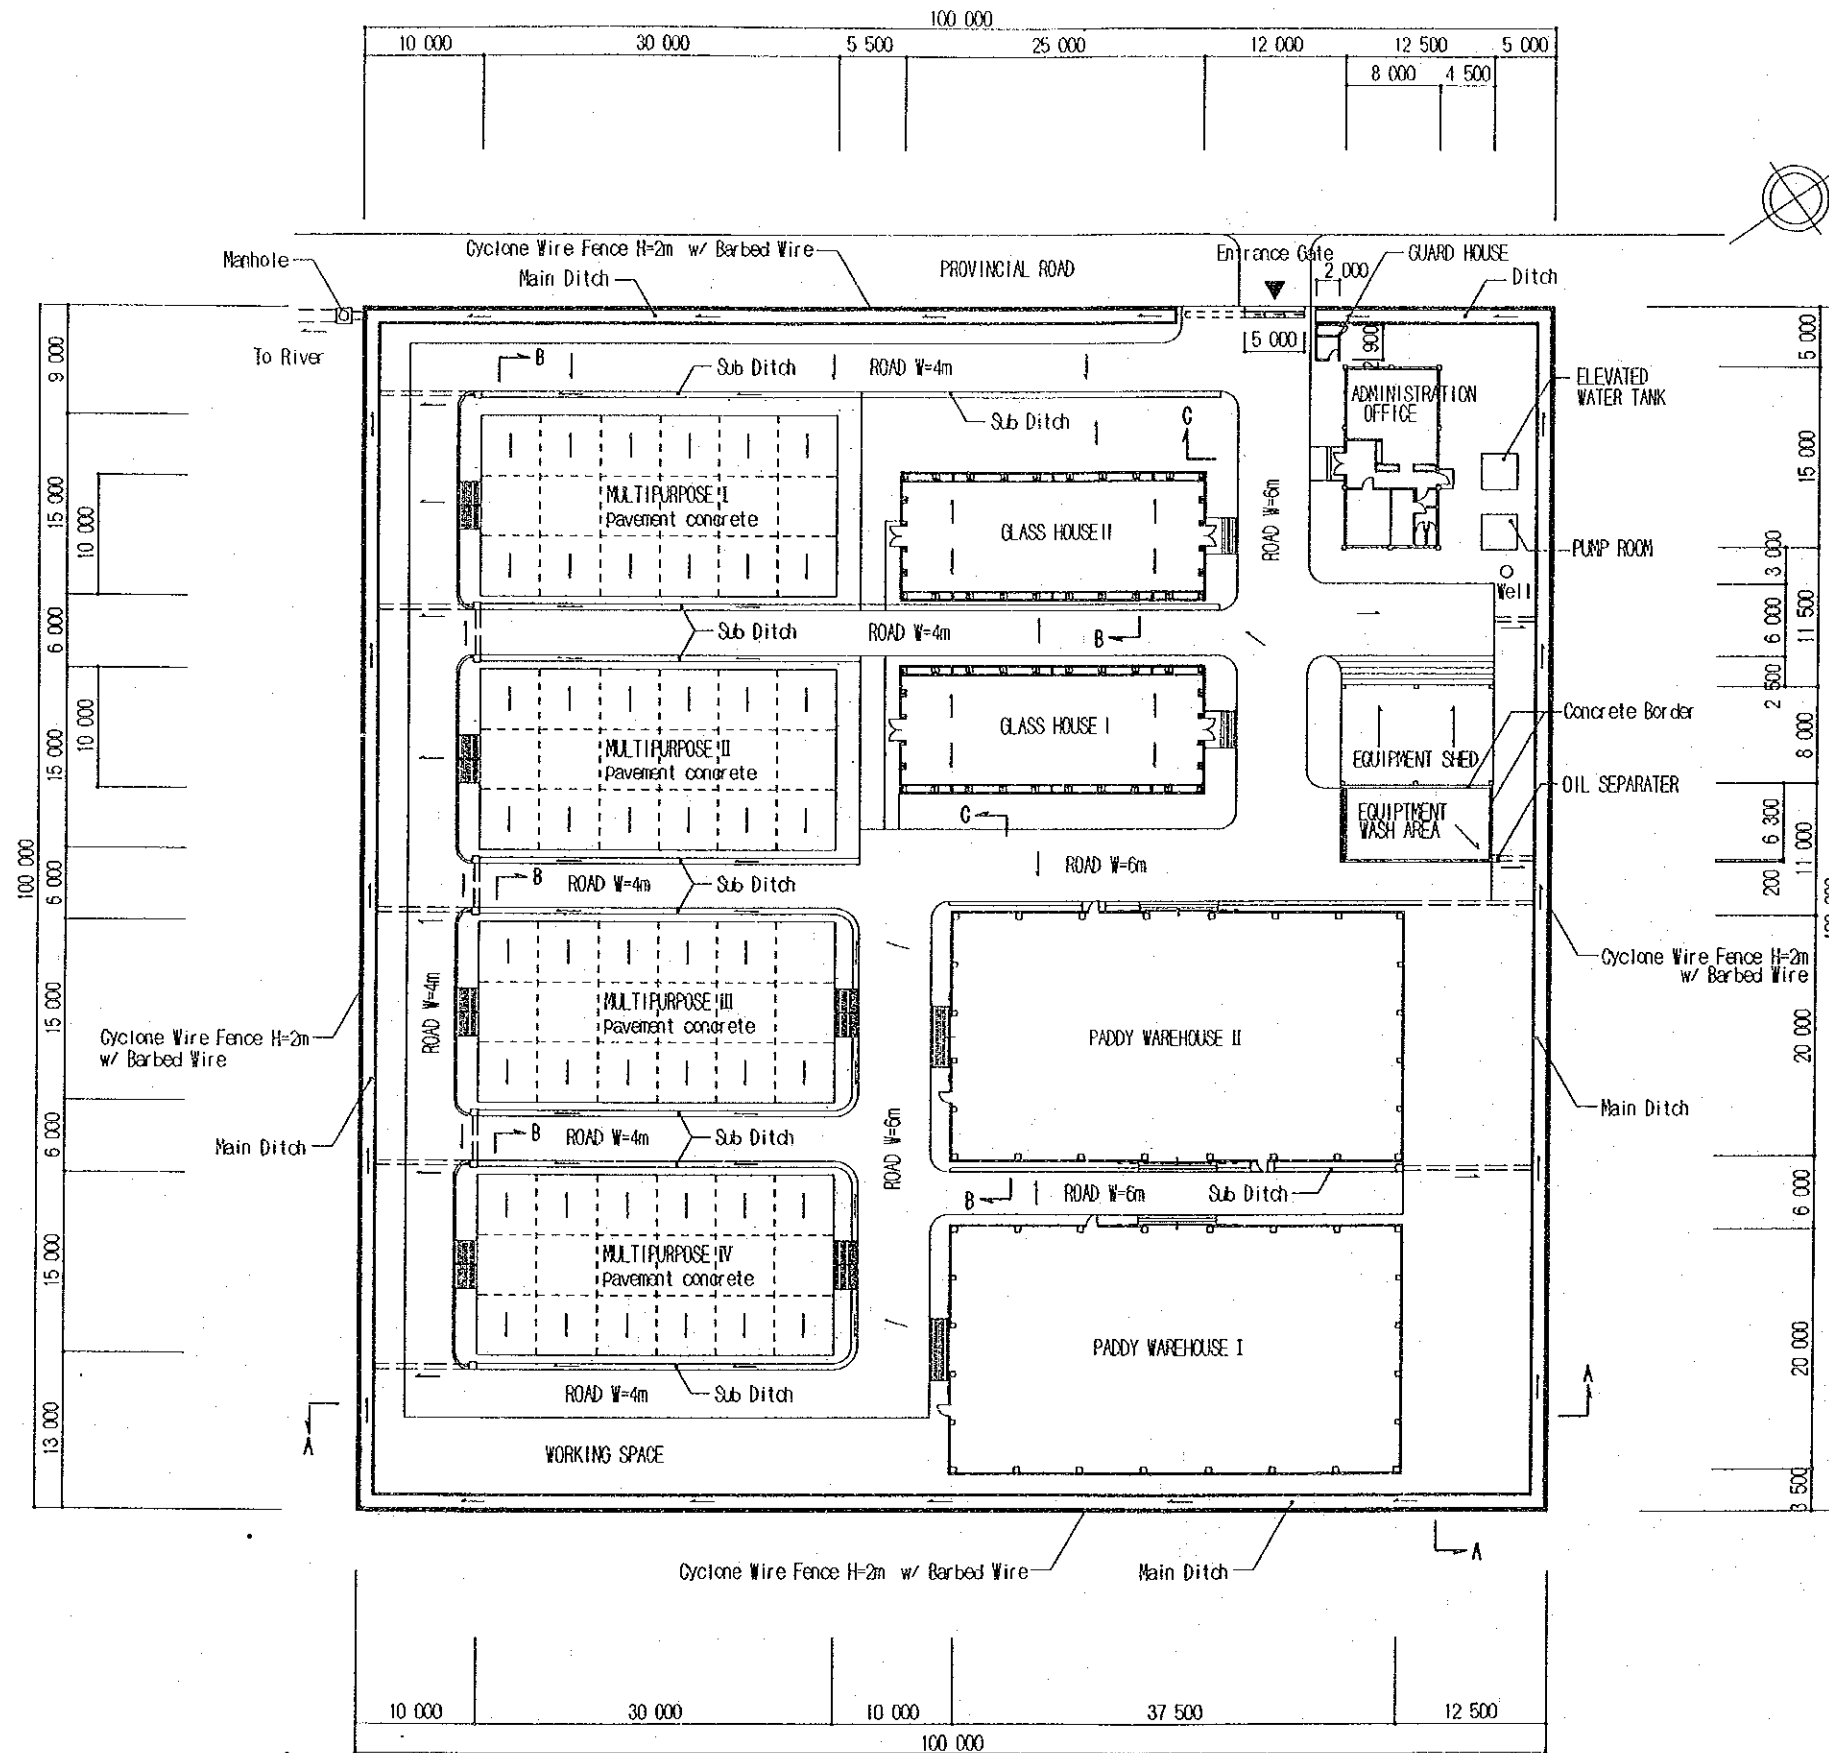 100 000
10 000
30 000
5 500
25 000
12 000
12 500
5 000
8 000
4 500
Manhole
Cyclone Wire Fence H=2m w/ Barbed Wire
Main Ditch
PROVINCIAL ROAD
Entrance Gate
2 000
GUARD HOUSE
Ditch
To River
5 000
2 900
B
Sub Ditch
ROAD W=4m
ELEVATED
WATER TANK
ADMINISTRATION
OFFICE
Sub Ditch
C
MULTIPURPOSE I
Pavement concrete
GLASS HOUSE II
ROAD W=6m
PUMP ROOM
Well
Sub Ditch
ROAD W=4m
B
MULTIPURPOSE II
Pavement concrete
GLASS HOUSE I
Concrete Border
EQUIPMENT SHED
OIL SEPARATER
EQUIPTMENT
WASH AREA
C
B
ROAD W=4m
Sub Ditch
ROAD W=6m
Cyclone Wire Fence H=2m
w/ Barbed Wire
ROAD W=4m
MULTIPURPOSE III
Pavement concrete
PADDY WAREHOUSE II
Cyclone Wire Fence H=2m
w/ Barbed Wire
Main Ditch
Main Ditch
B
ROAD W=4m
Sub Ditch
ROAD W=6m
B
ROAD W=6m
Sub Ditch
MULTIPURPOSE IV
Pavement concrete
PADDY WAREHOUSE I
ROAD W=4m
Sub Ditch
A
A
WORKING SPACE
A
Cyclone Wire Fence H=2m w/ Barbed Wire
Main Ditch
9 000
15 000
10 000
6 000
10 000
15 000
6 000
100 000
15 000
6 000
15 000
13 000
5 000
15 000
3 000
6 000
11 500
2 500
8 000
6 300
11 000
200
20 000
6 000
20 000
3 500
10 000
30 000
10 000
37 500
12 500
100 000